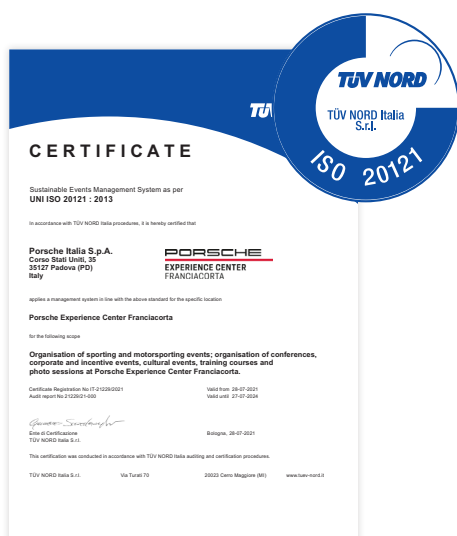 TÜV NORD
TÜV NORD Italia
S.r.l.
ISO 20121
TÜV
CERTIFICATE
Sustainable Events Management System as per
UNI ISO 20121 : 2013
In accordance with TÜV NORD Italia procedures, it is hereby certified that
Porsche Italia S.p.A.
Corso Stati Uniti, 35
35127 Padova (PD)
Italy
PORSCHE
EXPERIENCE CENTER
FRANCIACORTA
applies a management system in line with the above standard for the specific location
Porsche Experience Center Franciacorta
for the following scope
Organisation of sporting and motorsporting events; organisation of conferences,
corporate and incentive events, cultural events, training courses and
photo sessions at Porsche Experience Center Franciacorta.
Certificate Registration No IT-21229/2021
Audit report No 21229/21-000
Valid from 28-07-2021
Valid until 27-07-2024
Ente di Certificazione
TÜV NORD Italia S.r.l.
Bologna, 28-07-2021
This certification was conducted in accordance with TÜV NORD Italia auditing and certification procedures.
TÜV NORD Italia S.r.l. Via Turati 70 20023 Cerro Maggiore (MI) www.tuev-nord.it